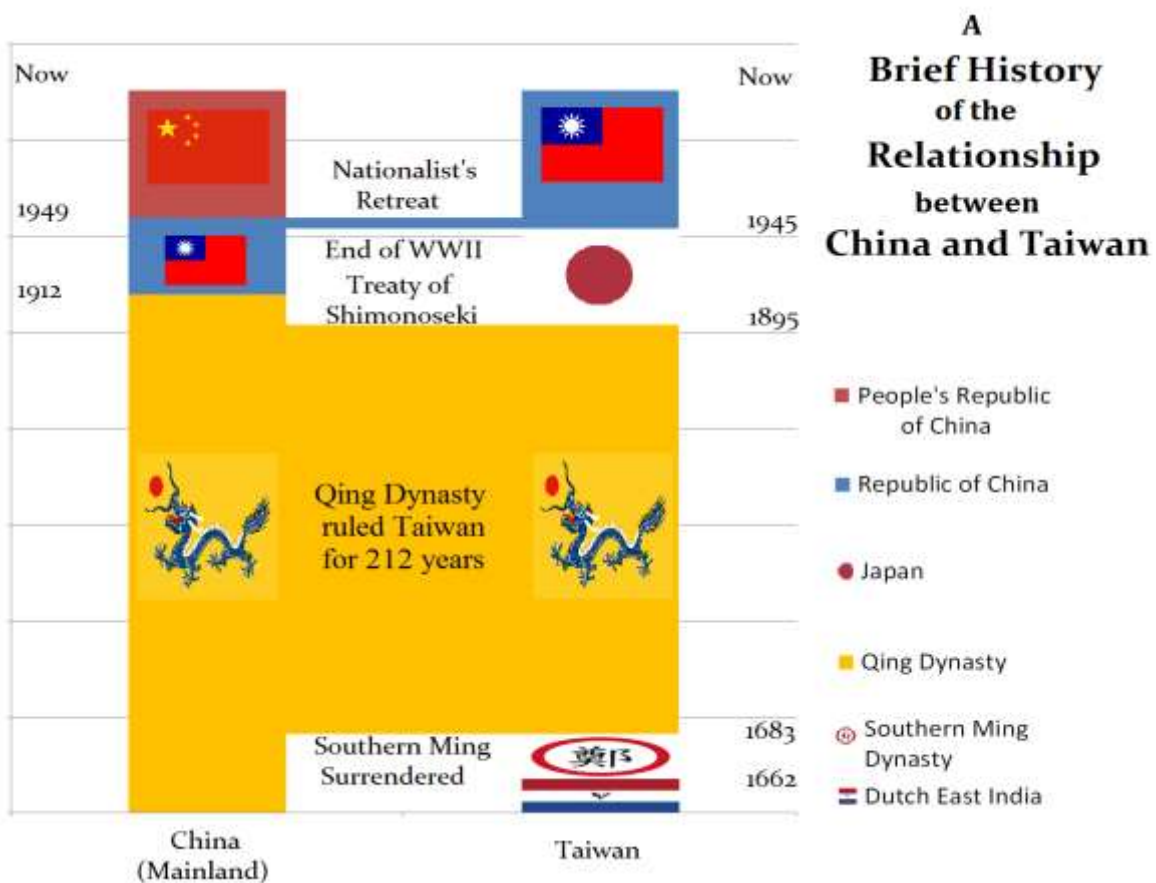 A
Brief History
of the
Relationship
between
China and Taiwan
Now
Now
Nationalist's
Retreat
1949
1945
End of WWII
1912
Treaty of
Shimonoseki
1895
Qing Dynasty
ruled Taiwan
for 212 years
1683
Southern Ming
Surrendered
1662
鄭
China
(Mainland)
Taiwan
People's Republic
of China
Republic of China
Japan
Qing Dynasty
Southern Ming
Dynasty
Dutch East India